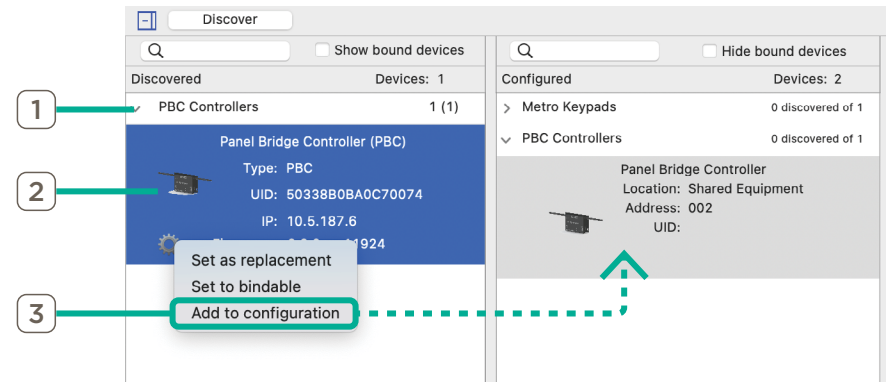 Discover
Show bound devices
Discovered Devices: 1
1
PBC Controllers 1 (1)
2
Panel Bridge Controller (PBC)
Type: PBC
UID: 50338B0BA0C70074
IP: 10.5.187.6
11924
3
Set as replacement
Set to bindable
Add to configuration
Hide bound devices
Configured Devices: 2
Metro Keypads 0 discovered of 1
PBC Controllers 0 discovered of 1
Panel Bridge Controller
Location: Shared Equipment
Address: 002
UID: